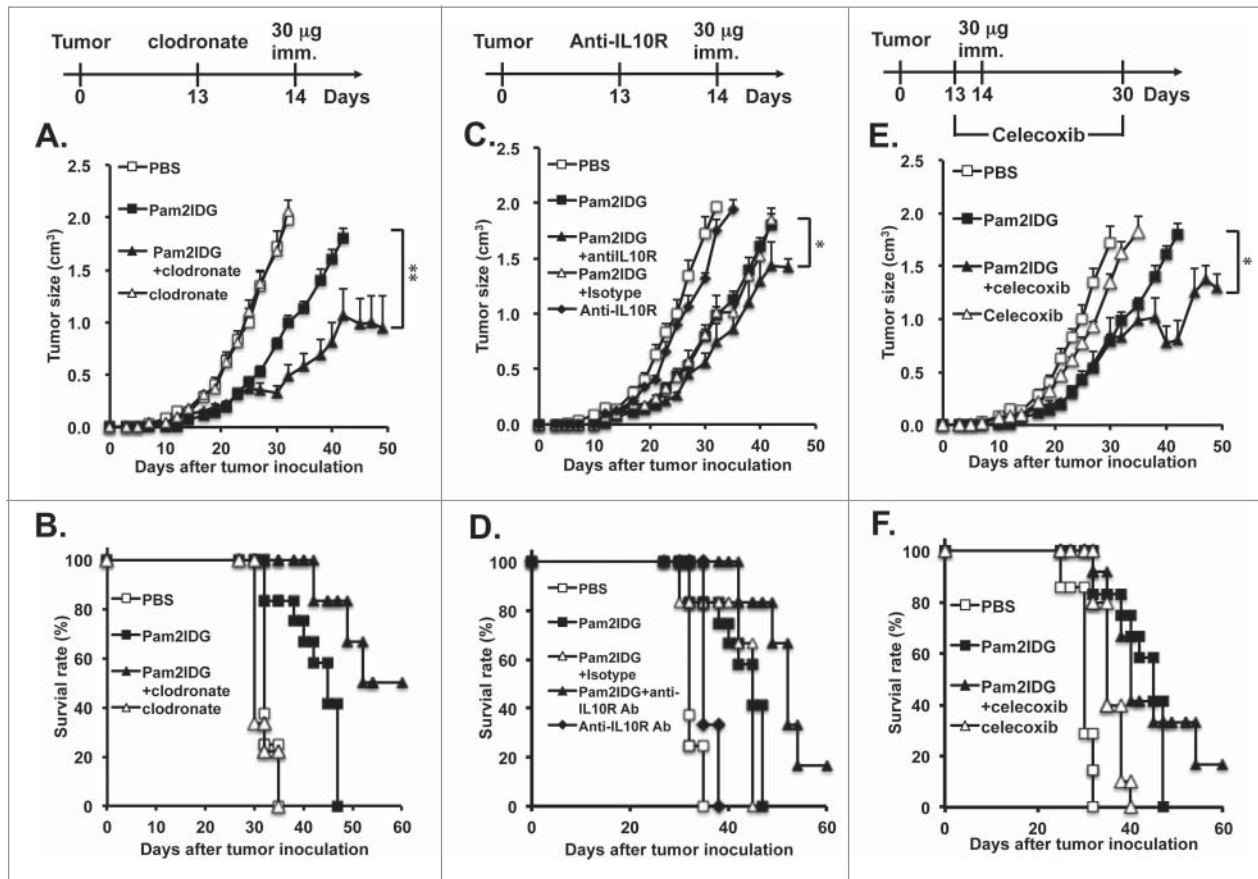 Tumor clodronate 30 μg imm.
0 13 14 Days
A.
2.5
2.0
1.5
1.0
0.5
0.0
Tumor size (cm³)
PBS
Pam2IDG
Pam2IDG
+clodronate
clodronate
**
0 10 20 30 40 50
Days after tumor inoculation
B.
100
80
60
40
20
0
Survial rate (%)
PBS
Pam2IDG
Pam2IDG
+clodronate
clodronate
0 10 20 30 40 50 60
Days after tumor inoculation
Tumor Anti-IL10R 30 μg imm.
0 13 14 Days
C.
2.5
2.0
1.5
1.0
0.5
0.0
Tumor size (cm³)
PBS
Pam2IDG
Pam2IDG
+antiIL10R
Pam2IDG
+Isotype
Anti-IL10R
*
0 10 20 30 40 50
Days after tumor inoculation
D.
100
80
60
40
20
0
Survial rate (%)
PBS
Pam2IDG
Pam2IDG
+Isotype
Pam2IDG+anti-
IL10R Ab
Anti-IL10R Ab
0 20 40 60
Days after tumor inoculation
Tumor 30 μg imm.
0 13 14 30 Days
Celecoxib
E.
2.5
2.0
1.5
1.0
0.5
0.0
Tumor size (cm³)
PBS
Pam2IDG
Pam2IDG
+celecoxib
Celecoxib
*
0 10 20 30 40 50
Days after tumor inoculation
F.
100
80
60
40
20
0
Survial rate (%)
PBS
Pam2IDG
Pam2IDG
+celecoxib
celecoxib
0 20 40 60
Days after tumor inoculation